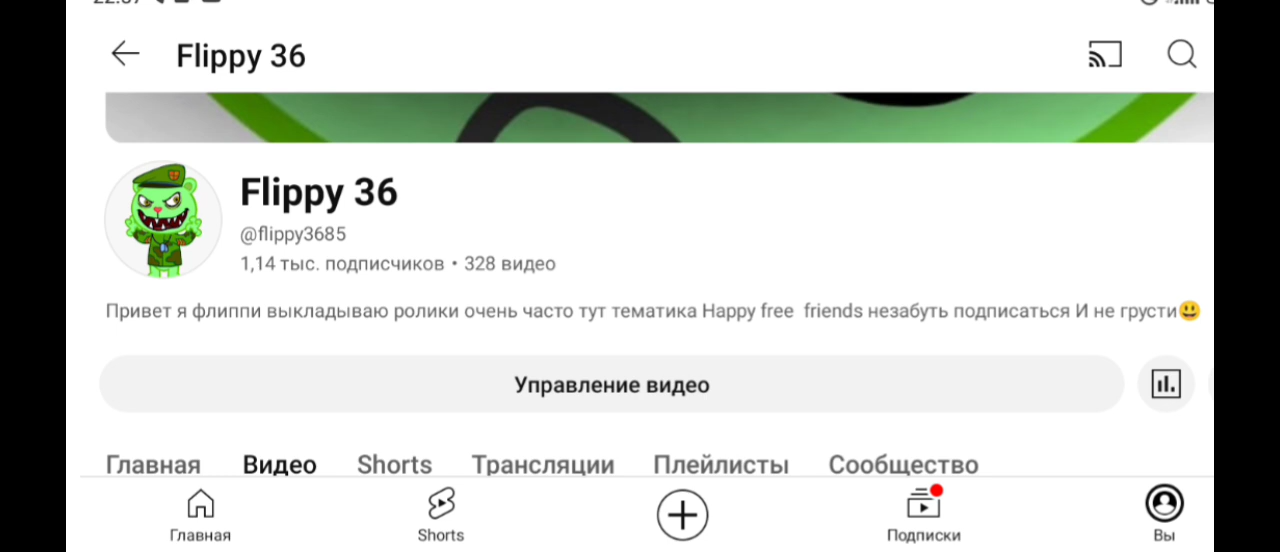 Flippy 36
Flippy 36
@flippy3685
1,14 тыс. подписчиков • 328 видео
Привет я флиппи выкладываю ролики очень часто тут тематика Happy free friends незабуть подписаться И не грусти😃
Управление видео
Главная Видео Shorts Трансляции Плейлисты Сообщество
Главная Shorts Подписки Вы